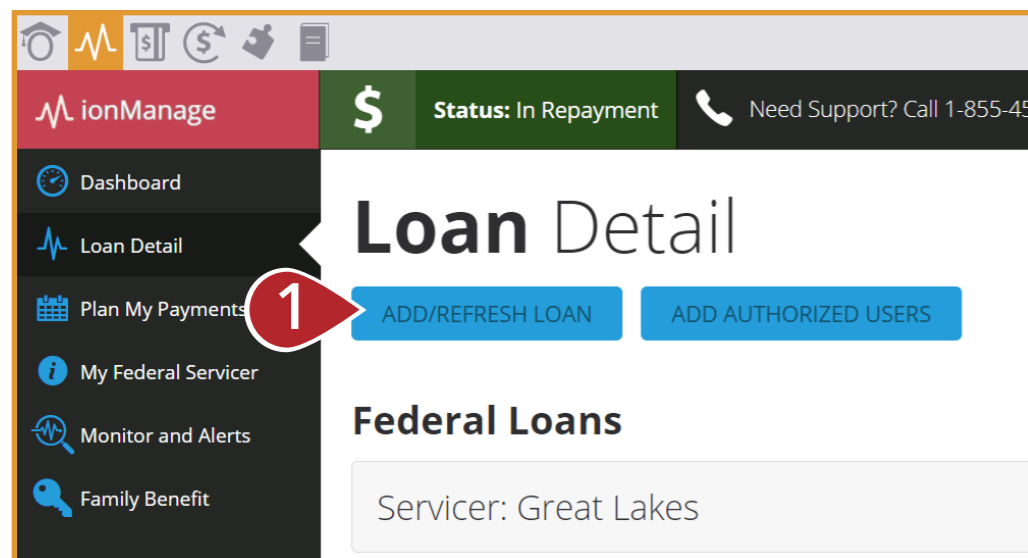 ionManage
$
Status: In Repayment
Need Support? Call 1-855-45
Dashboard
Loan Detail
Plan My Payments
My Federal Servicer
Monitor and Alerts
Family Benefit
Loan Detail
1
ADD/REFRESH LOAN
ADD AUTHORIZED USERS
Federal Loans
Servicer: Great Lakes